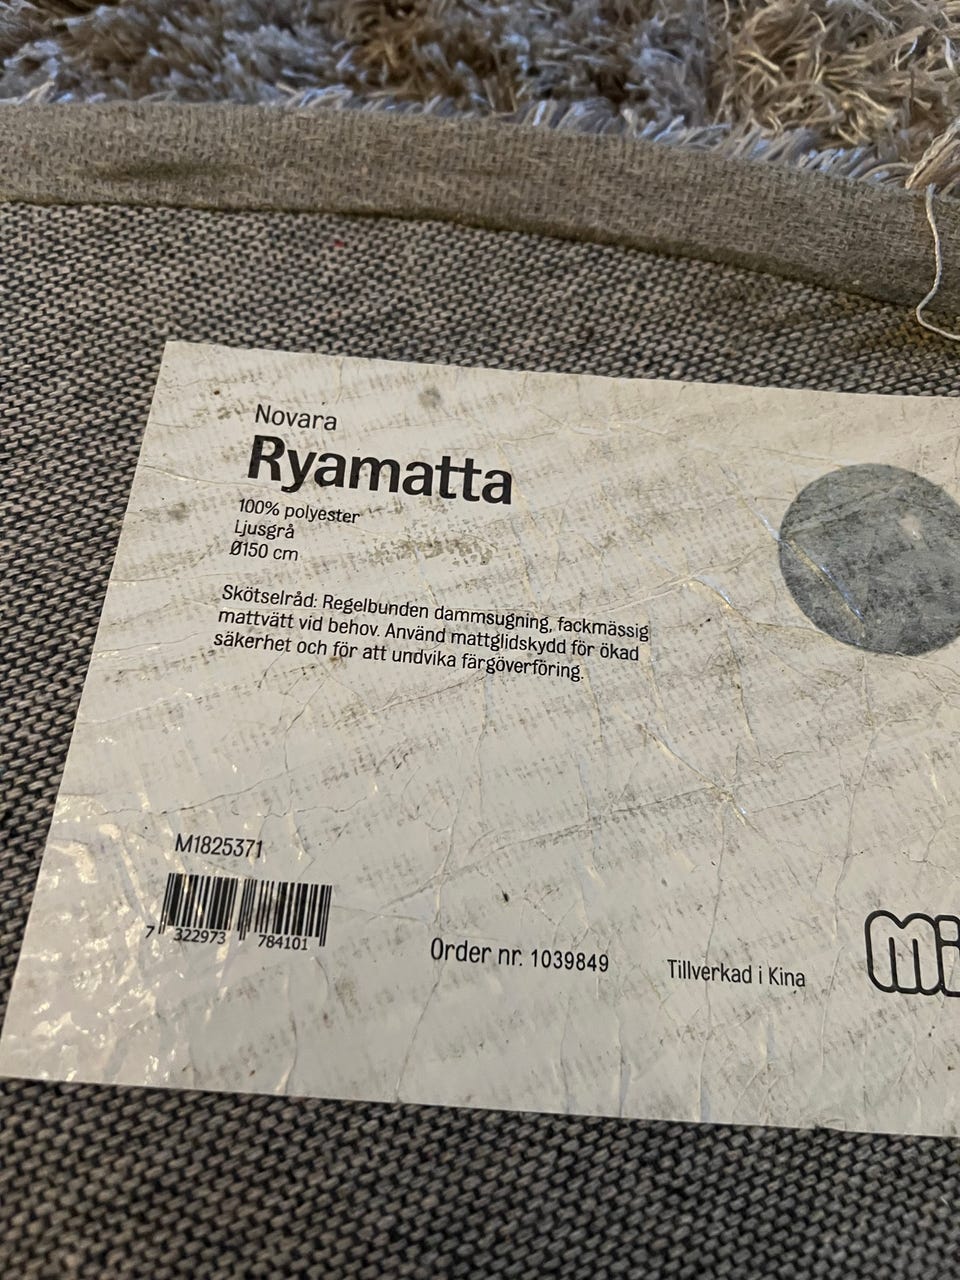 Novara
Ryamatta
100% polyester
Ljusgrå
Ø150 cm
Skötselråd: Regelbunden dammsugning, fackmässig
mattvätt vid behov. Använd mattglidskydd för ökad
säkerhet och för att undvika färgöverföring.
M1825371
7 322973 784101
Order nr. 1039849
Tillverkad i Kina